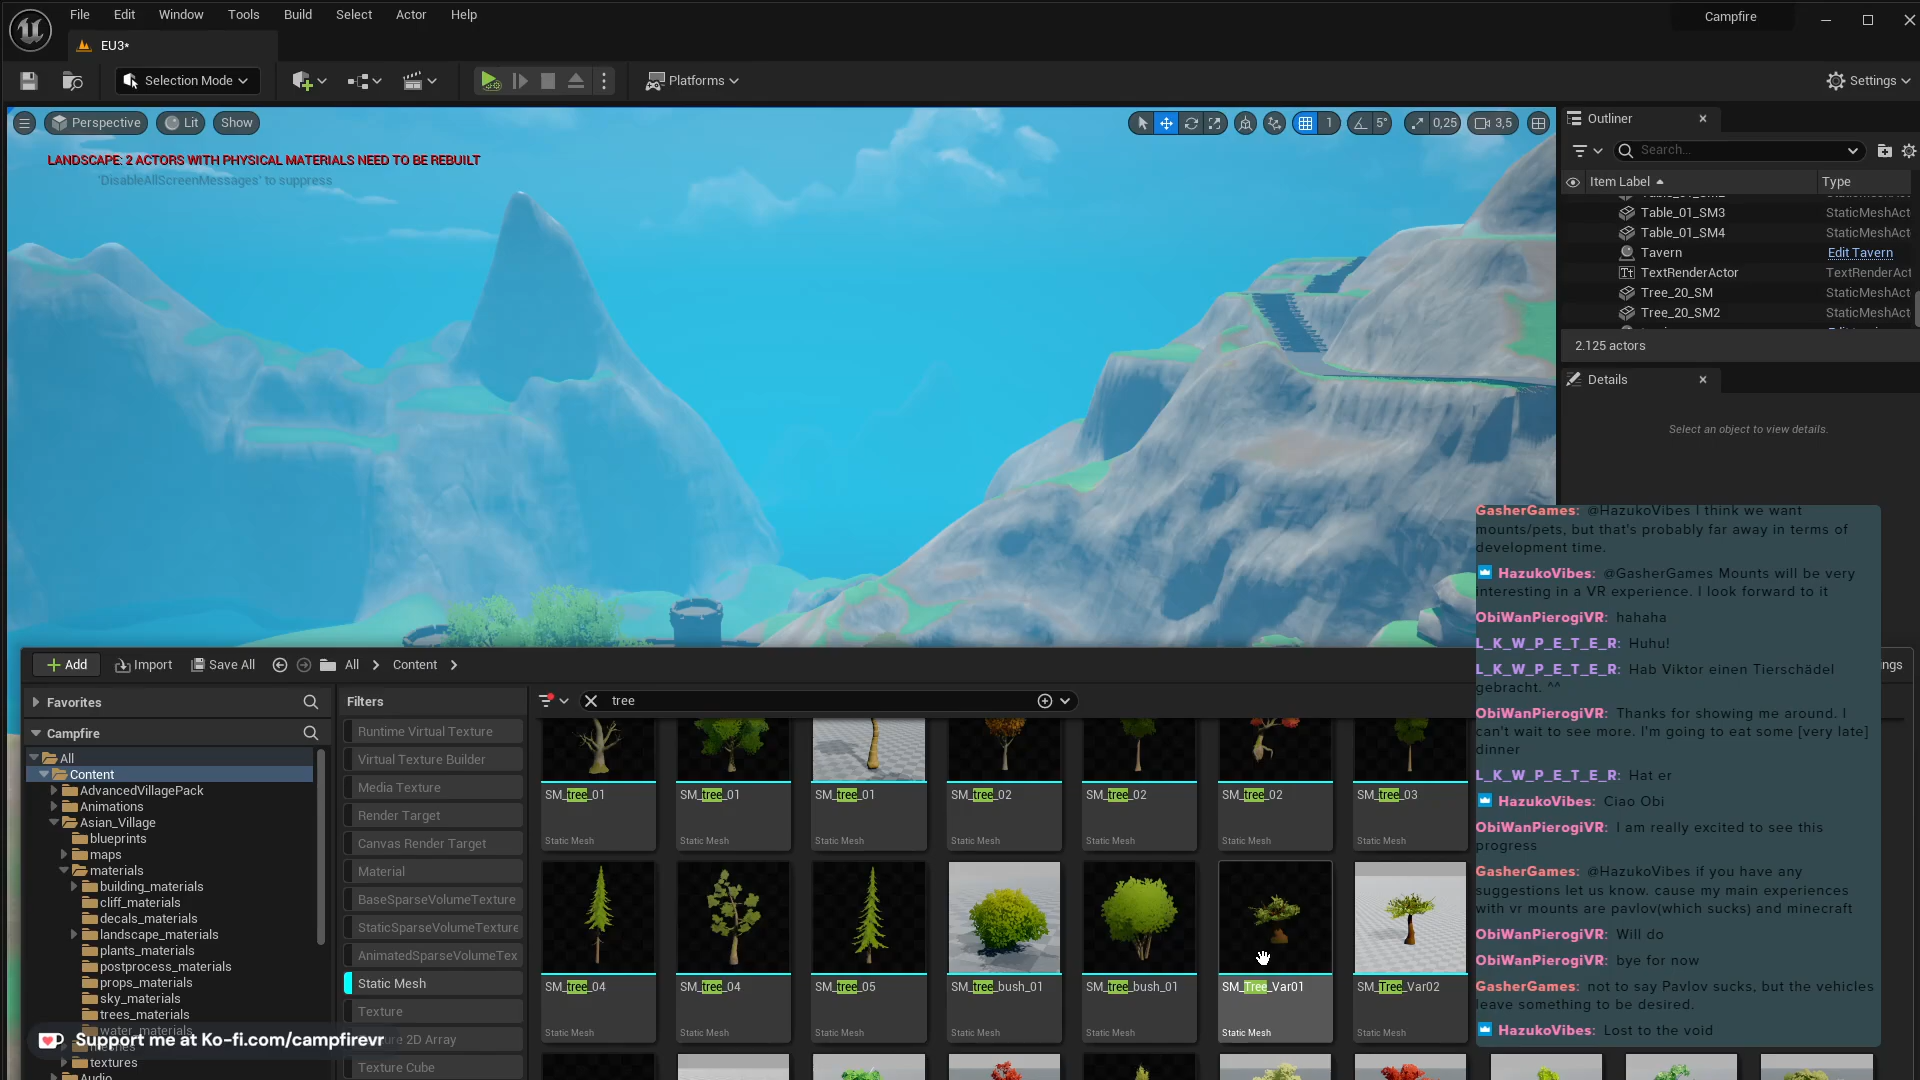 File Edit Window Tools Build Select Actor Help
Campfire
EU3*
Selection Mode
Platforms
Settings
Perspective Lit Show
1 5° 0,25 3,5
LANDSCAPE: 2 ACTORS WITH PHYSICAL MATERIALS NEED TO BE REBUILT
'DisableAllScreenMessages' to suppress
Outliner
Search...
Item Label Type
Table_01_SM3 StaticMeshAct
Table_01_SM4 StaticMeshAct
Tavern Edit Tavern
TextRenderActor TextRenderAct
Tree_20_SM StaticMeshAct
Tree_20_SM2 StaticMeshAct
2.125 actors
Details
Select an object to view details.
GasherGames: @HazukoVibes I think we want
mounts/pets, but that's probably far away in terms of
development time.
HazukoVibes: @GasherGames Mounts will be very
interesting in a VR experience. I look forward to it
ObiWanPierogiVR: hahaha
L_K_W_P_E_T_E_R: Huhu!
L_K_W_P_E_T_E_R: Hab Viktor einen Tierschädel
gebracht. ^^
ObiWanPierogiVR: Thanks for showing me around. I
can't wait to see more. I'm going to eat some [very late]
dinner
L_K_W_P_E_T_E_R: Hat er
HazukoVibes: Ciao Obi
ObiWanPierogiVR: I am really excited to see this
progress
GasherGames: @HazukoVibes if you have any
suggestions let us know. cause my main experiences
with vr mounts are pavlov(which sucks) and minecraft
ObiWanPierogiVR: Will do
ObiWanPierogiVR: bye for now
GasherGames: not to say Pavlov sucks, but the vehicles
leave something to be desired.
HazukoVibes: Lost to the void
Add Import Save All All Content
ngs
Favorites
Campfire
All
Content
AdvancedVillagePack
Animations
Asian_Village
blueprints
maps
materials
building_materials
cliff_materials
decals_materials
landscape_materials
plants_materials
postprocess_materials
props_materials
sky_materials
trees_materials
water_materials
textures
Audio
Support me at Ko-fi.com/campfirevr
Filters
Runtime Virtual Texture
Virtual Texture Builder
Media Texture
Render Target
Canvas Render Target
Material
BaseSparseVolumeTexture
StaticSparseVolumeTexture
AnimatedSparseVolumeTex
Static Mesh
Texture
2D Array
Texture Cube
tree
SM_tree_01 SM_tree_01 SM_tree_01 SM_tree_02 SM_tree_02 SM_tree_02 SM_tree_03
Static Mesh Static Mesh Static Mesh Static Mesh Static Mesh Static Mesh Static Mesh
SM_tree_04 SM_tree_04 SM_tree_05 SM_tree_bush_01 SM_tree_bush_01 SM_Tree_Var01 SM_Tree_Var02
Static Mesh Static Mesh Static Mesh Static Mesh Static Mesh Static Mesh Static Mesh